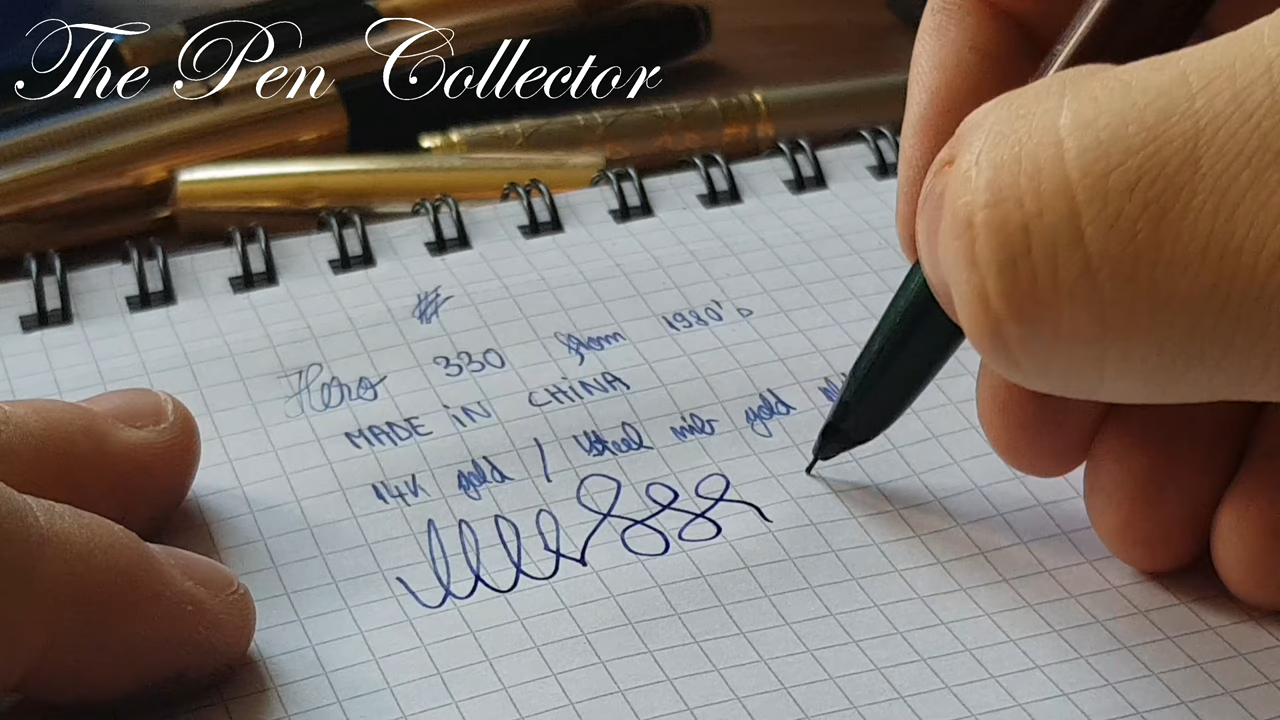 The Pen Collector
#
Hero 330 from 1980's
MADE iN CHiNA
14K gold / steel nib gold